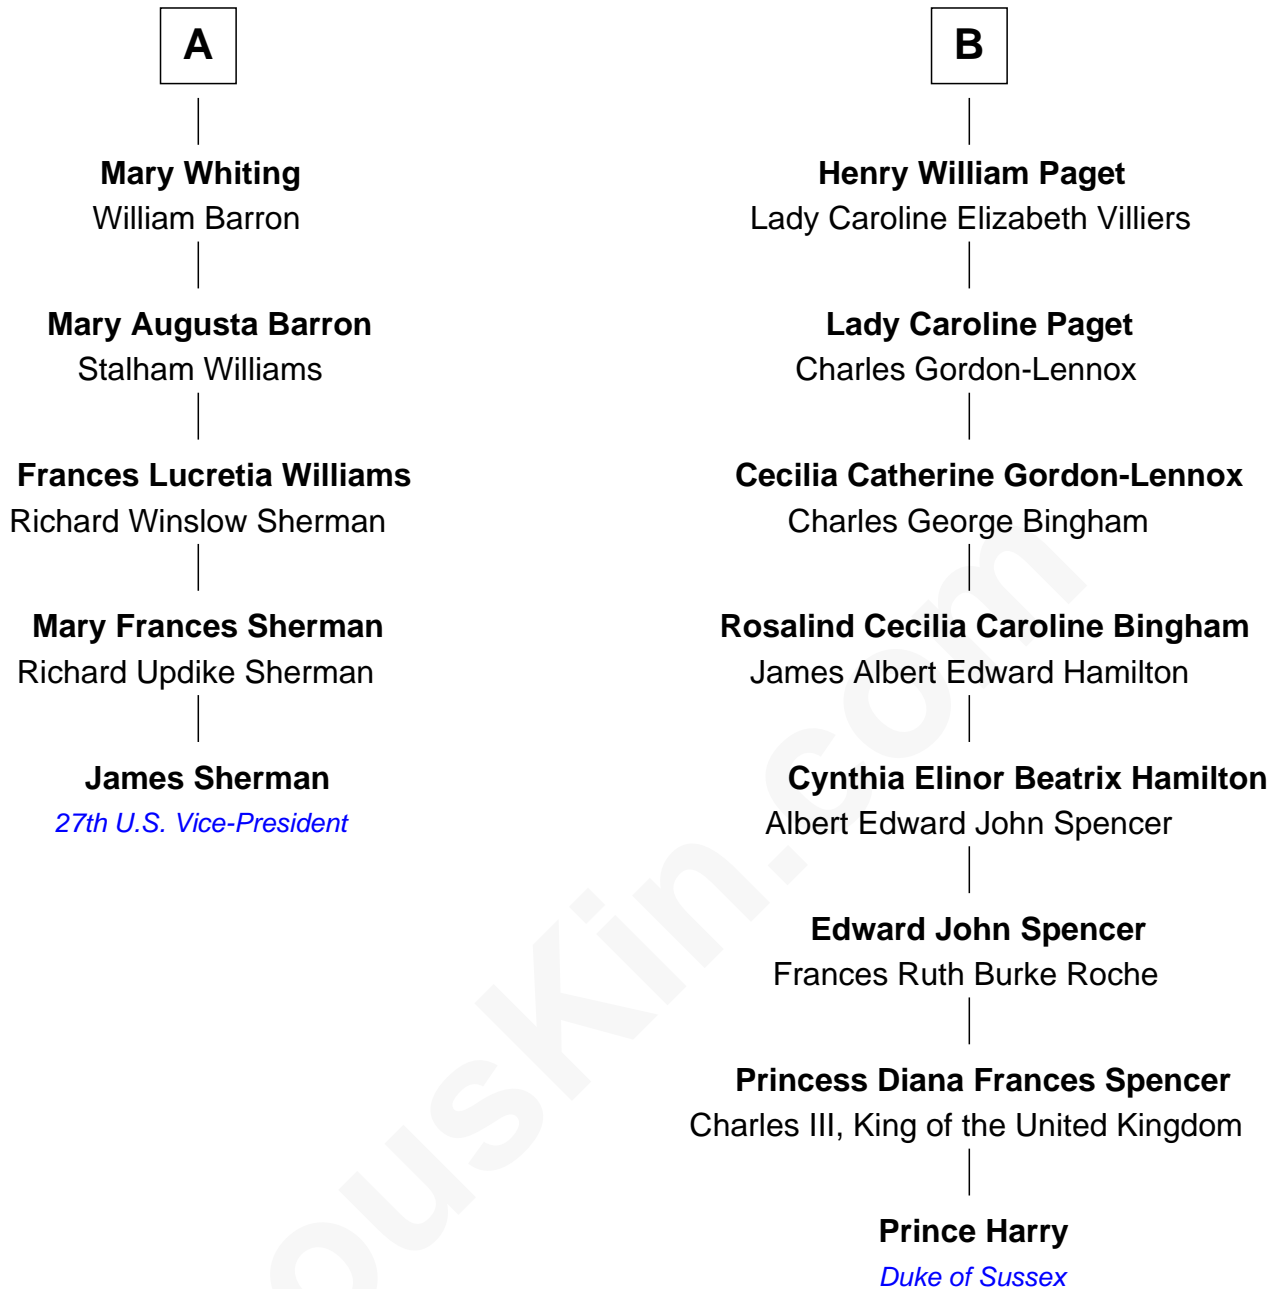 A
Mary Whiting
William Barron
Mary Augusta Barron
Stalham Williams
Frances Lucretia Williams
Richard Winslow Sherman
Mary Frances Sherman
Richard Updike Sherman
James Sherman
27th U.S. Vice-President
B
Henry William Paget
Lady Caroline Elizabeth Villiers
Lady Caroline Paget
Charles Gordon-Lennox
Cecilia Catherine Gordon-Lennox
Charles George Bingham
Rosalind Cecilia Caroline Bingham
James Albert Edward Hamilton
Cynthia Elinor Beatrix Hamilton
Albert Edward John Spencer
Edward John Spencer
Frances Ruth Burke Roche
Princess Diana Frances Spencer
Charles III, King of the United Kingdom
Prince Harry
Duke of Sussex
ousKin.com